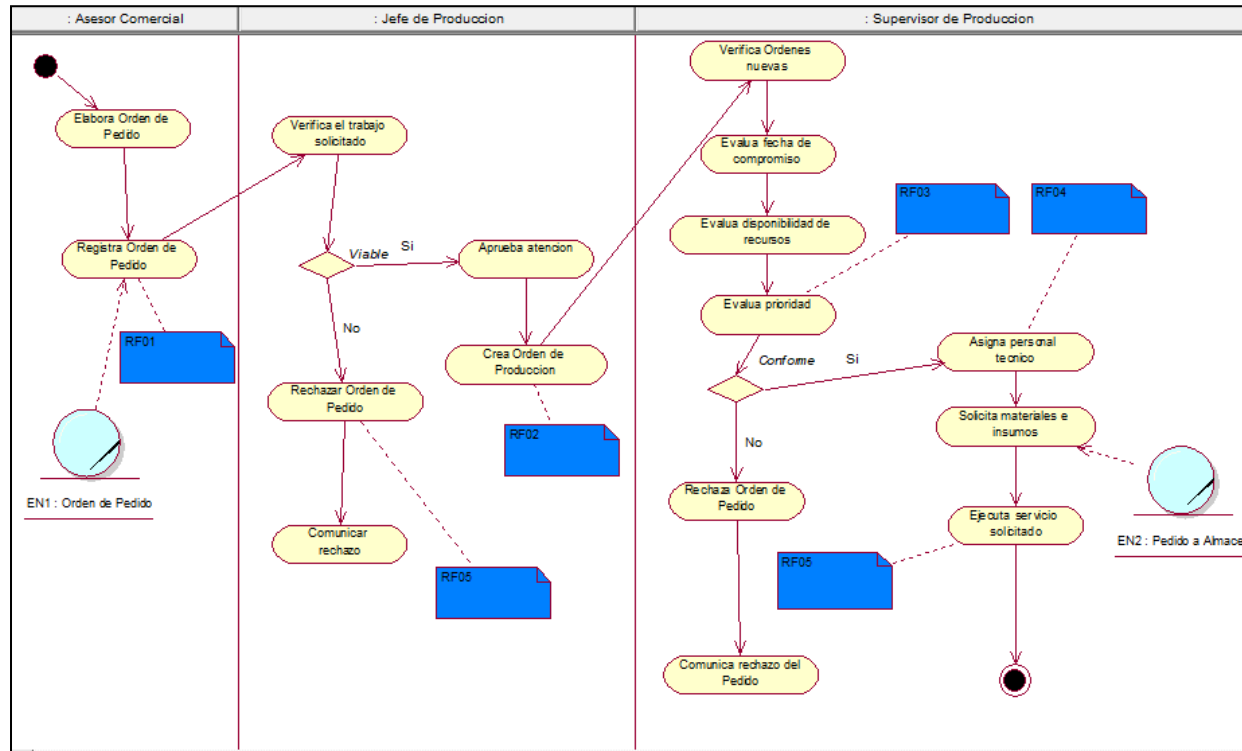 : Asesor Comercial
: Jefe de Produccion
: Supervisor de Produccion
Elabora Orden de
Pedido
Registra Orden de
Pedido
RF01
EN1 : Orden de Pedido
Verifica el trabajo
solicitado
Viable
Si
No
Aprueba atencion
Crea Orden de
Produccion
RF02
Rechazar Orden de
Pedido
Comunicar
rechazo
RF05
Verifica Ordenes
nuevas
Evalua fecha de
compromiso
Evalua disponibilidad de
recursos
RF03
RF04
Evalua prioridad
Conforme
Si
No
Asigna personal
tecnico
Solicita materiales e
insumos
Rechaza Orden de
Pedido
Ejecuta servicio
solicitado
EN2 : Pedido a Almace
RF05
Comunica rechazo del
Pedido